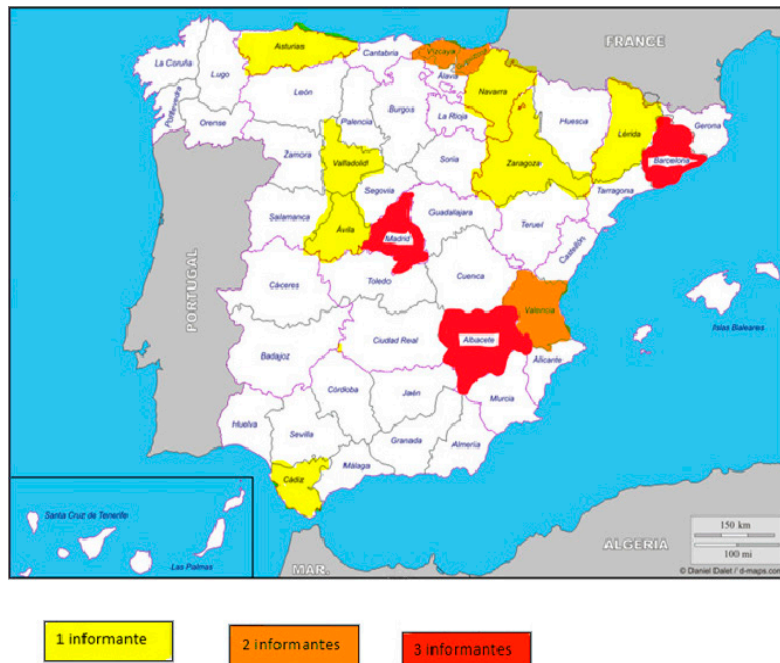 FRANCE
Asturias
Cantabria
Vizcaya
La Coruña
Lugo
Álava
Navarra
León
Burgos
Palencia
La Rioja
Huesca
Lérida
Gerona
Pontevedra
Orense
Barcelona
Zamora
Valladolid
Soria
Zaragoza
Tarragona
Segovia
Salamanca
Ávila
Guadalajara
Teruel
Madrid
Castellón
PORTUGAL
Cáceres
Toledo
Cuenca
Valencia
Islas Baleares
Ciudad Real
Albacete
Badajoz
Alicante
Córdoba
Jaén
Murcia
Huelva
Sevilla
Granada
Almería
Málaga
Cádiz
Santa Cruz de Tenerife
Las Palmas
MAR.
ALGERIA
150 km
100 mi
© Daniel Dalet / d-maps.com
1 informante
2 informantes
3 informantes